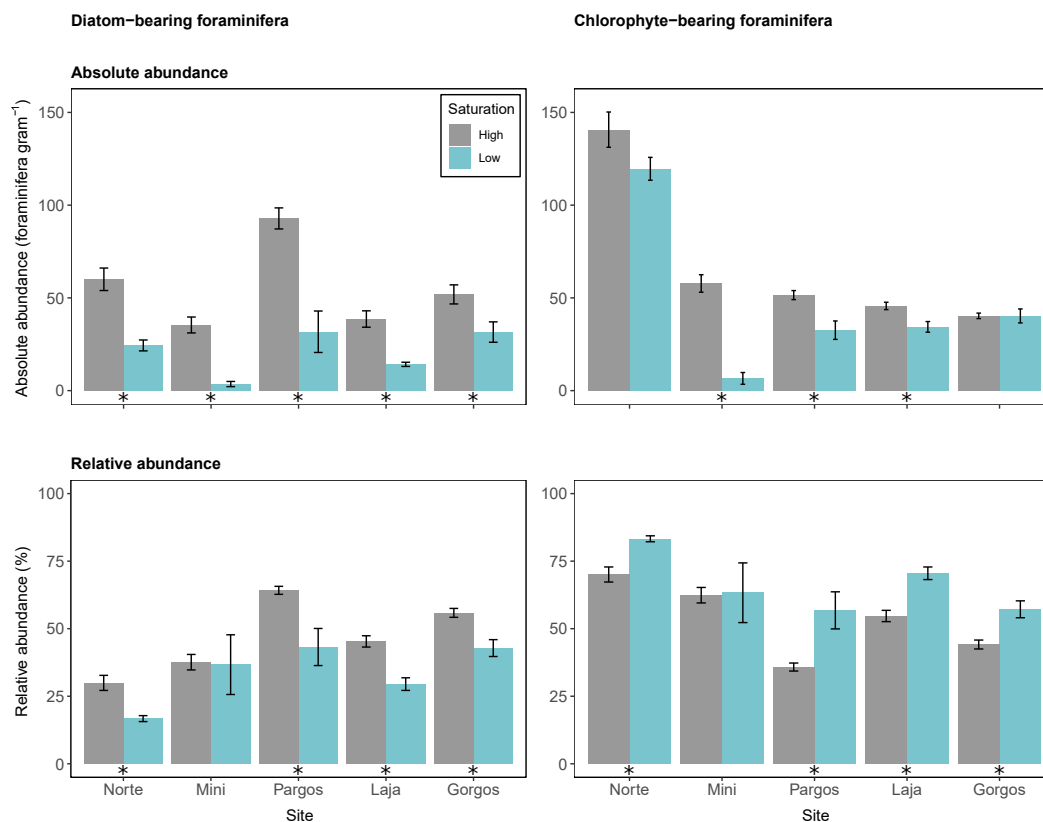 Diatom−bearing foraminifera
Chlorophyte−bearing foraminifera
Absolute abundance
Absolute abundance (foraminifera gram⁻¹)
150
100
50
0
Saturation
High
Low
* * * * *
150
100
50
0
* * *
Relative abundance
Relative abundance (%)
100
75
50
25
0
* * * *
Norte Mini Pargos Laja Gorgos
Site
100
75
50
25
0
* * * *
Norte Mini Pargos Laja Gorgos
Site